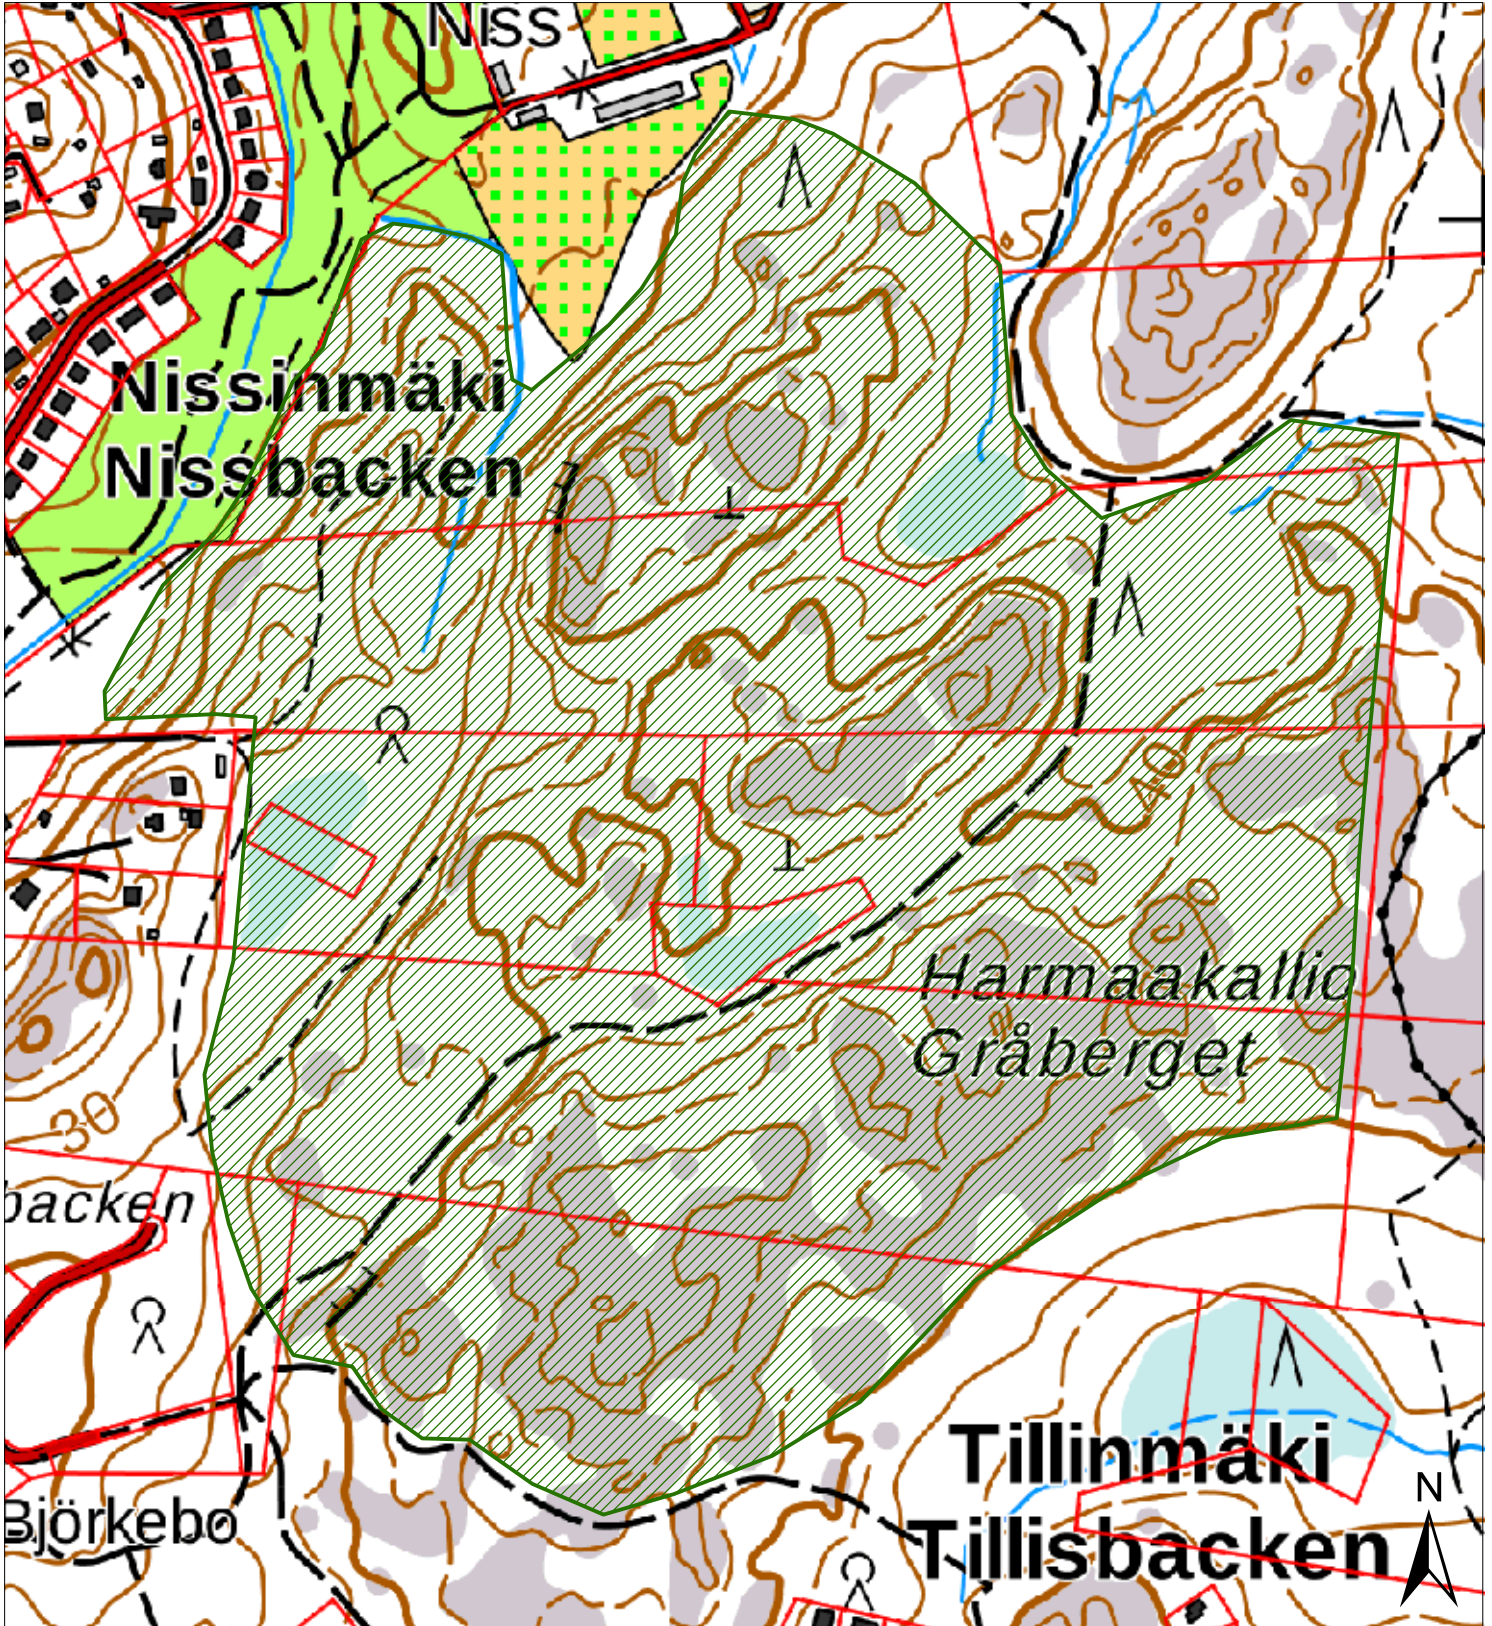 Niss
Nissinmäki
Nissbacken
40
Harmaakallio
Gråberget
30
backen
Tillinmäki
Tillisbacken
N
Björkebo